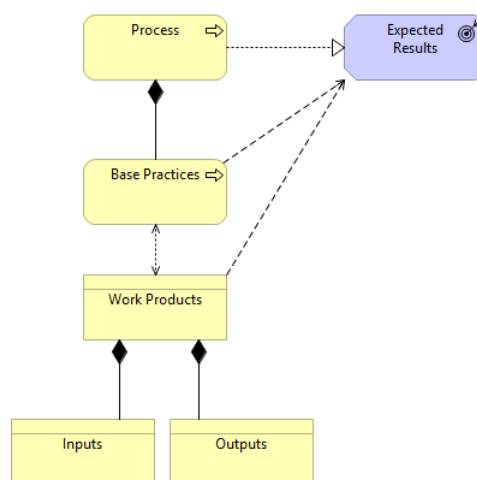 Process
Expected
Results
Base Practices
Work Products
Inputs
Outputs